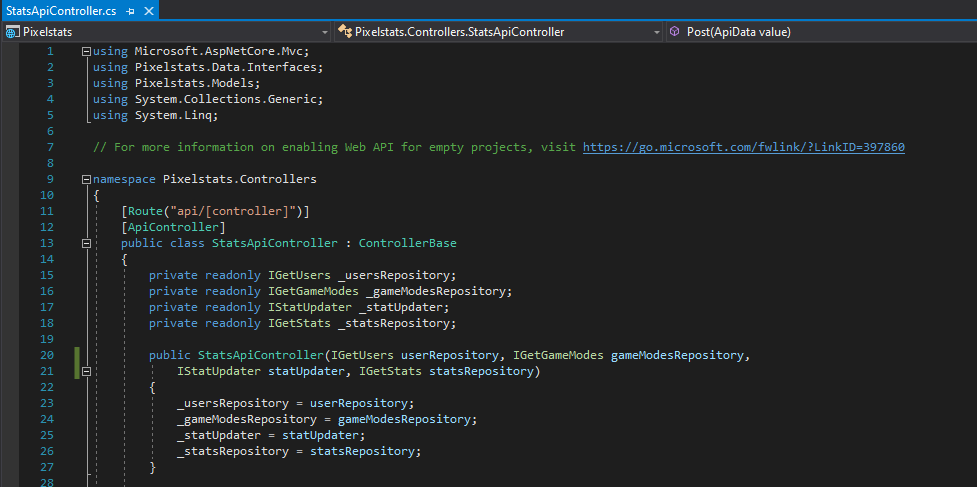 StatsApiController.cs
Pixelstats Pixelstats.Controllers.StatsApiController Post(ApiData value)
1 using Microsoft.AspNetCore.Mvc;
2 using Pixelstats.Data.Interfaces;
3 using Pixelstats.Models;
4 using System.Collections.Generic;
5 using System.Linq;
6
7 // For more information on enabling Web API for empty projects, visit https://go.microsoft.com/fwlink/?LinkID=397860
8
9 namespace Pixelstats.Controllers
10 {
11 [Route("api/[controller]")]
12 [ApiController]
13 public class StatsApiController : ControllerBase
14 {
15 private readonly IGetUsers _usersRepository;
16 private readonly IGetGameModes _gameModesRepository;
17 private readonly IStatUpdater _statUpdater;
18 private readonly IGetStats _statsRepository;
19
20 public StatsApiController(IGetUsers userRepository, IGetGameModes gameModesRepository,
21 IStatUpdater statUpdater, IGetStats statsRepository)
22 {
23 _usersRepository = userRepository;
24 _gameModesRepository = gameModesRepository;
25 _statUpdater = statUpdater;
26 _statsRepository = statsRepository;
27 }
28